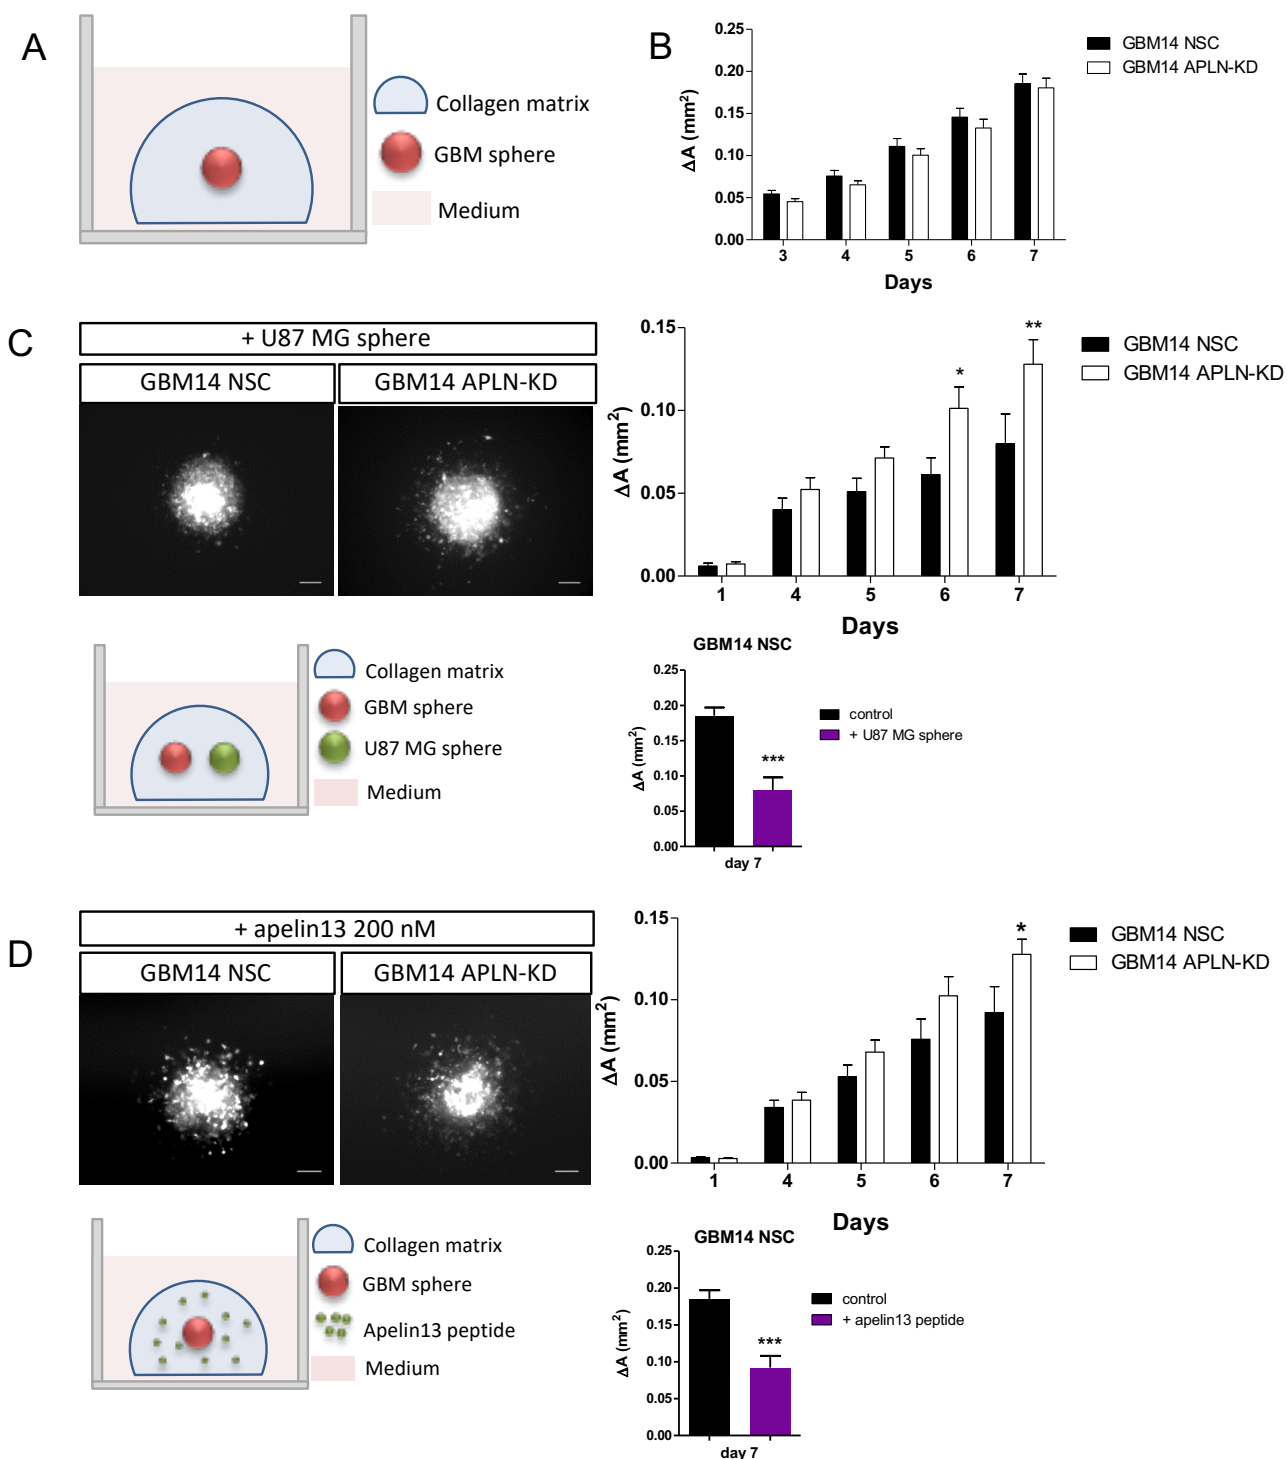 A
Collagen matrix
GBM sphere
Medium
B
0.25
0.20
0.15
0.10
0.05
0.00
ΔA (mm²)
3 4 5 6 7
Days
GBM14 NSC
GBM14 APLN-KD
C
+ U87 MG sphere
GBM14 NSC GBM14 APLN-KD
0.15
0.10
0.05
0.00
ΔA (mm²)
* **
1 4 5 6 7
Days
GBM14 NSC
GBM14 APLN-KD
Collagen matrix
GBM sphere
U87 MG sphere
Medium
GBM14 NSC
0.25
0.20
0.15
0.10
0.05
0.00
ΔA (mm²)
***
day 7
control
+ U87 MG sphere
D
+ apelin13 200 nM
GBM14 NSC GBM14 APLN-KD
0.15
0.10
0.05
0.00
ΔA (mm²)
*
1 4 5 6 7
Days
GBM14 NSC
GBM14 APLN-KD
Collagen matrix
GBM sphere
Apelin13 peptide
Medium
GBM14 NSC
0.25
0.20
0.15
0.10
0.05
0.00
ΔA (mm²)
***
day 7
control
+ apelin13 peptide